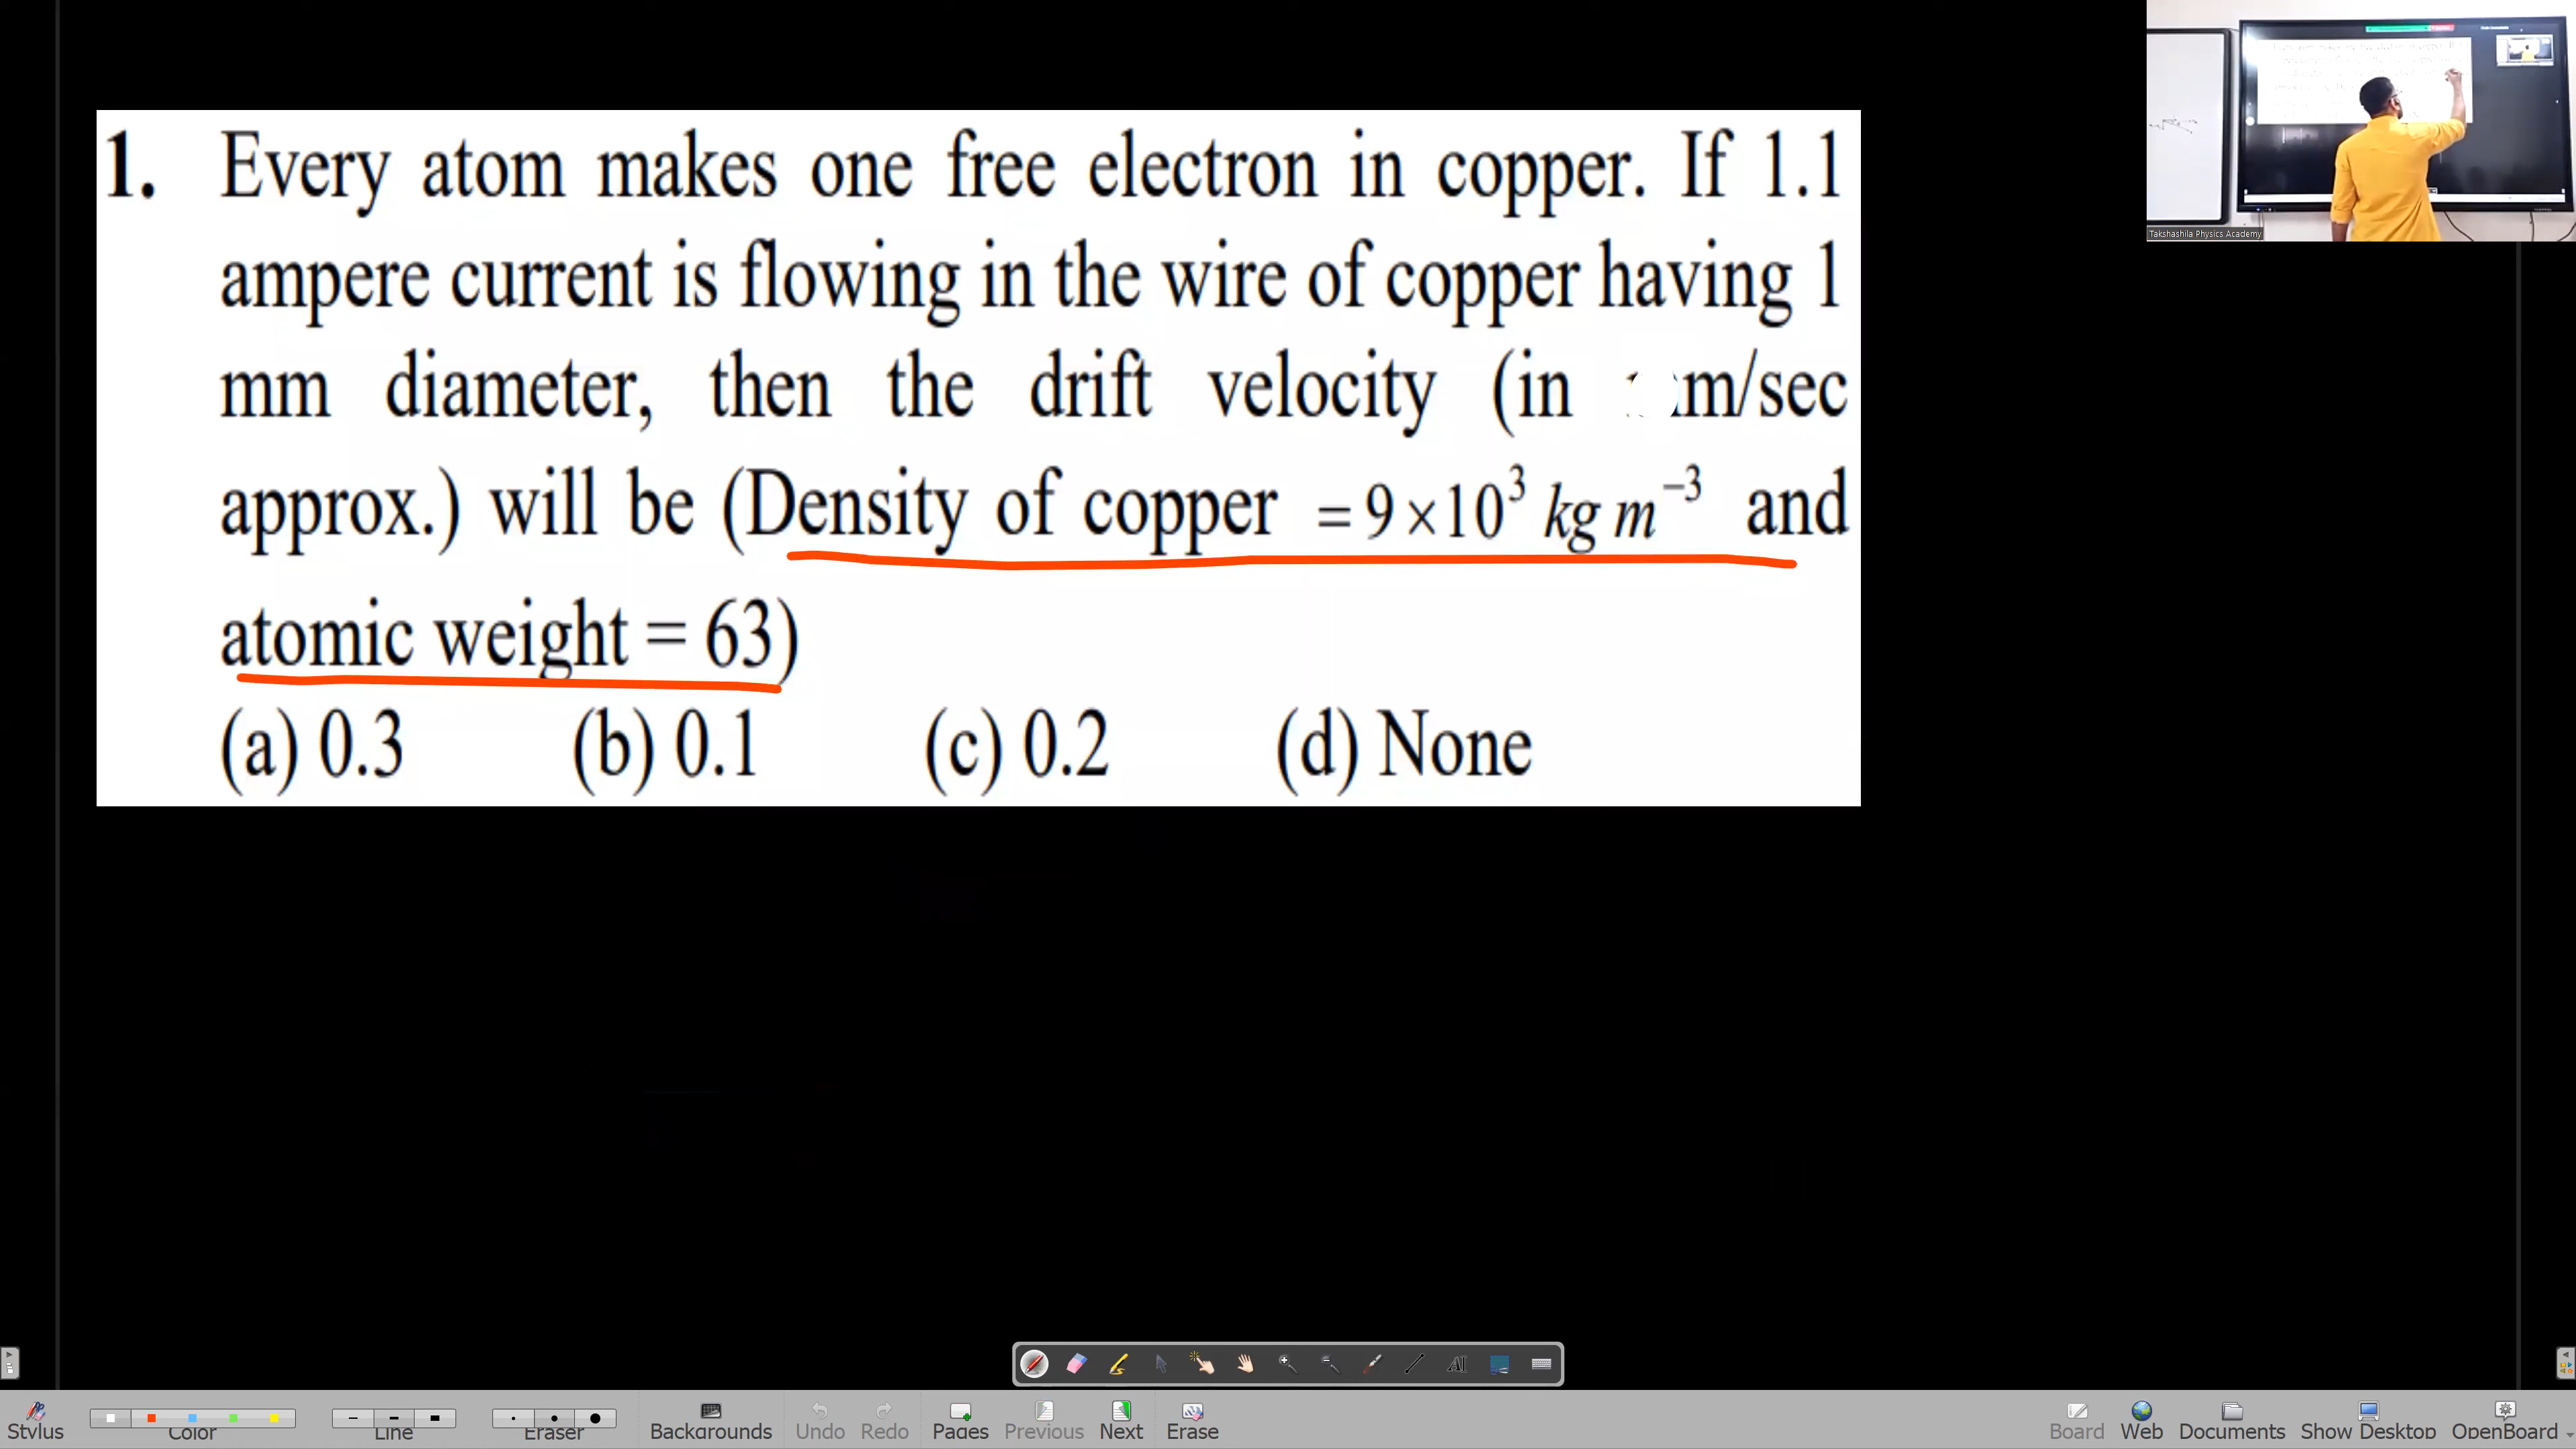 Takshashila Physics Academy
1. Every atom makes one free electron in copper. If 1.1
ampere current is flowing in the wire of copper having 1
mm diameter, then the drift velocity (in m/sec
approx.) will be (Density of copper = 9 × 10³ kg m⁻³ and
atomic weight = 63)
(a) 0.3 (b) 0.1 (c) 0.2 (d) None
Stylus Color Line Eraser Backgrounds Undo Redo Pages Previous Next Erase Board Web Documents Show Desktop OpenBoard